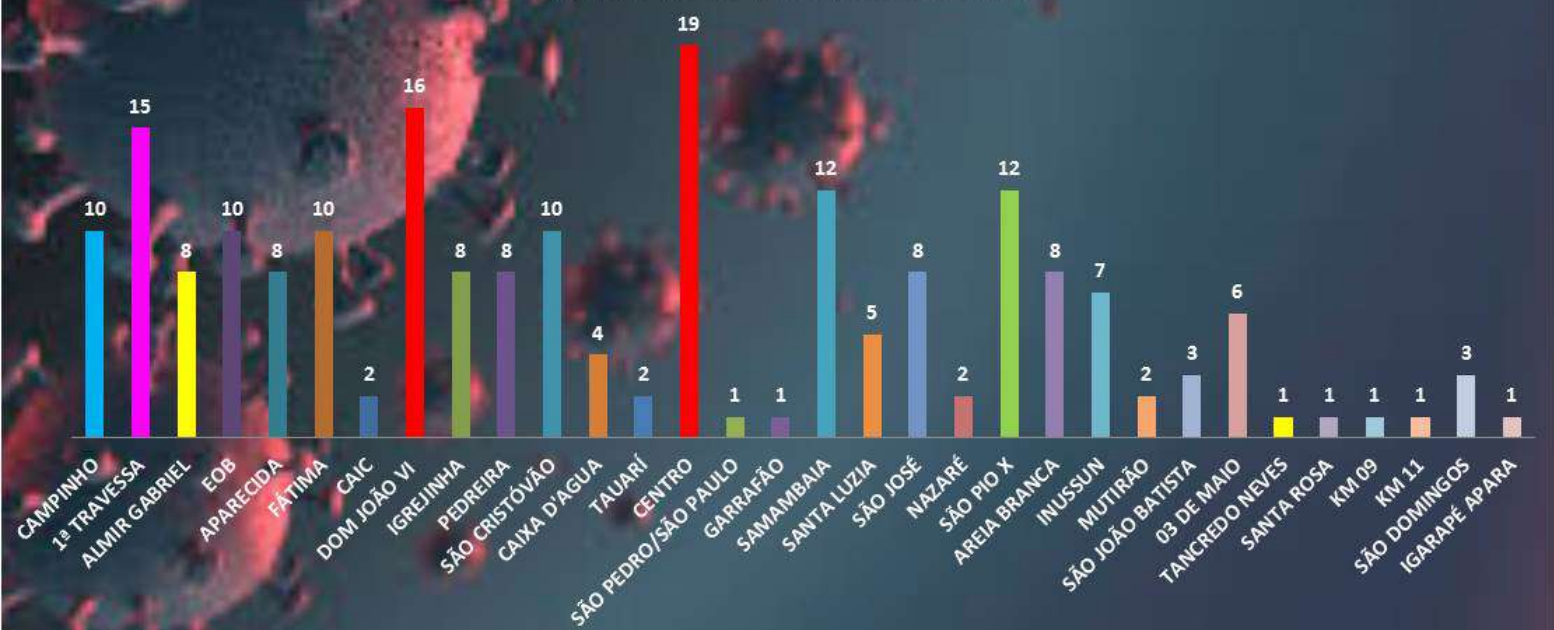 19
16
15
12
12
10
10
10
10
8
8
8
8
8
8
7
6
5
4
3
3
2
2
2
2
1
1
1
1
1
1
1
CAMPINHO
1ª TRAVESSA
ALMIR GABRIEL
EOB
APARECIDA
FÁTIMA
CAIC
DOM JOÃO VI
IGREJINHA
PEDREIRA
SÃO CRISTÓVÃO
CAIXA D'AGUA
TAUARÍ
CENTRO
SÃO PEDRO/SÃO PAULO
GARRAFÃO
SAMAMBAIA
SANTA LUZIA
SÃO JOSÉ
NAZARÉ
SÃO PIO X
AREIA BRANCA
INUSSUN
MUTIRÃO
SÃO JOÃO BATISTA
03 DE MAIO
TANCREDO NEVES
SANTA ROSA
KM 09
KM 11
SÃO DOMINGOS
IGARAPÉ APARA